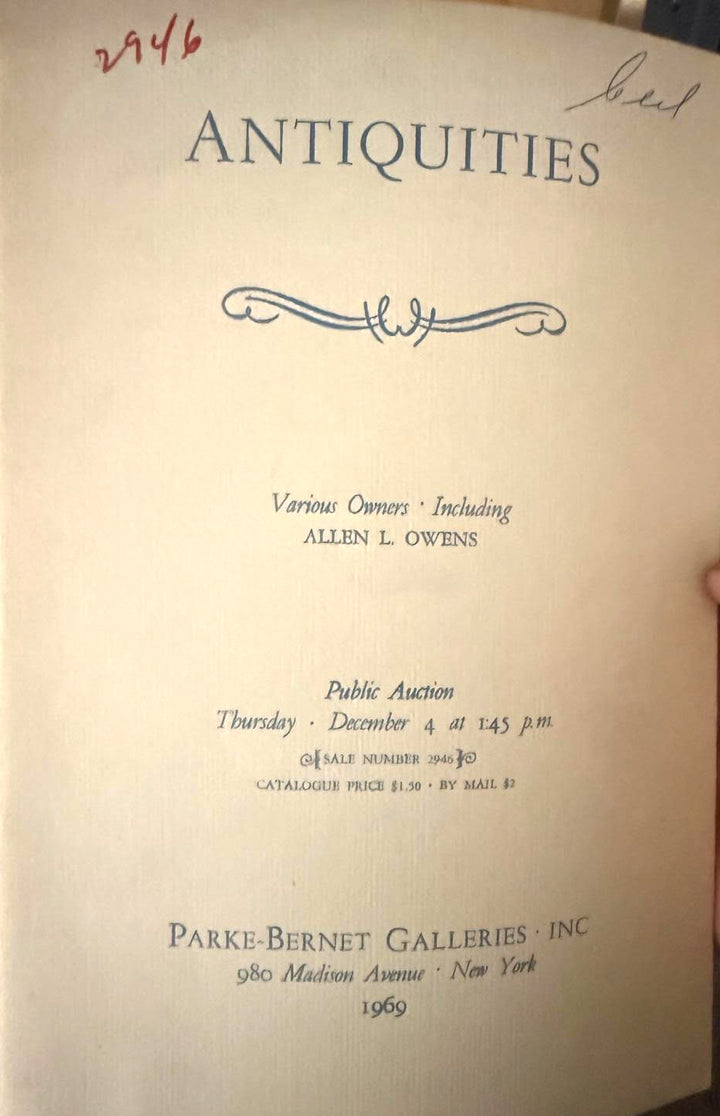 2946
ANTIQUITIES
Various Owners · Including
ALLEN L. OWENS
Public Auction
Thursday · December 4 at 1:45 p.m.
SALE NUMBER 2946
CATALOGUE PRICE $1.50 · BY MAIL $2
PARKE-BERNET GALLERIES · INC
980 Madison Avenue · New York
1969